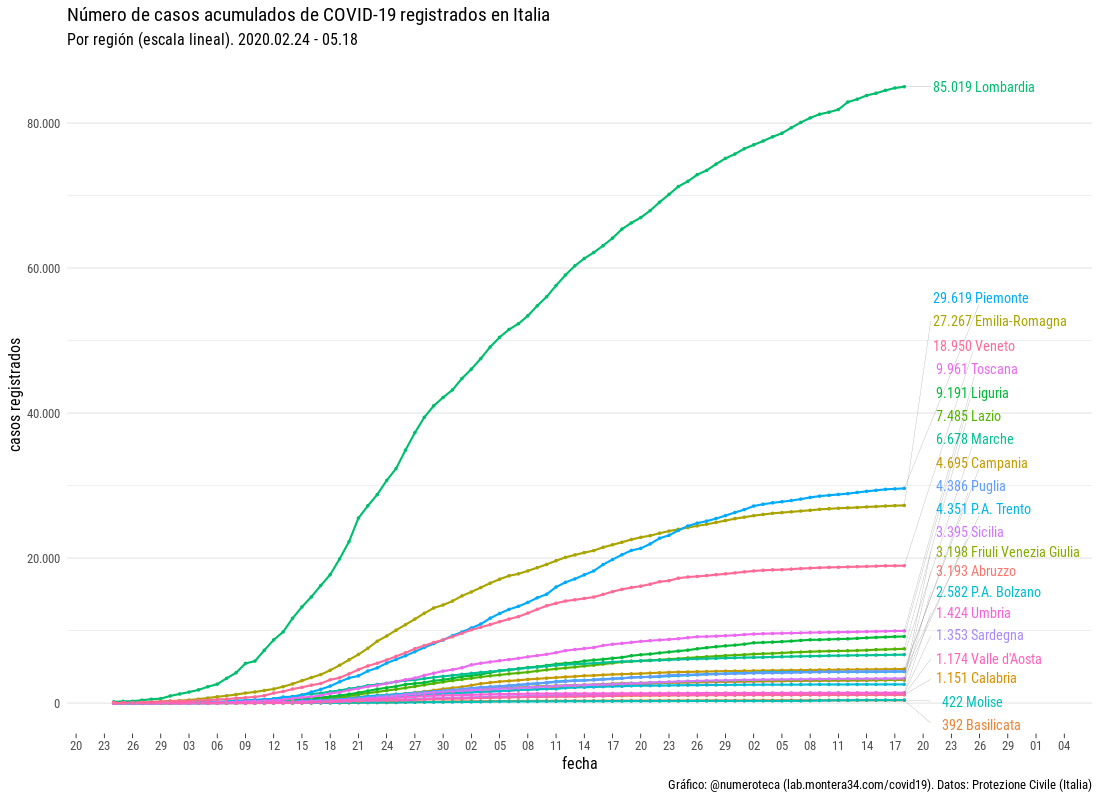 Número de casos acumulados de COVID-19 registrados en Italia
Por región (escala lineal). 2020.02.24 - 05.18
casos registrados
80.000
60.000
40.000
20.000
0
85.019 Lombardia
29.619 Piemonte
27.267 Emilia-Romagna
18.950 Veneto
9.961 Toscana
9.191 Liguria
7.485 Lazio
6.678 Marche
4.695 Campania
4.386 Puglia
4.351 P.A. Trento
3.395 Sicilia
3.198 Friuli Venezia Giulia
3.193 Abruzzo
2.582 P.A. Bolzano
1.424 Umbria
1.353 Sardegna
1.174 Valle d'Aosta
1.151 Calabria
422 Molise
392 Basilicata
20 23 26 29 03 06 09 12 15 18 21 24 27 30 02 05 08 11 14 17 20 23 26 29 02 05 08 11 14 17 20 23 26 29 01 04
fecha
Gráfico: @numeroteca (lab.montera34.com/covid19). Datos: Protezione Civile (Italia)